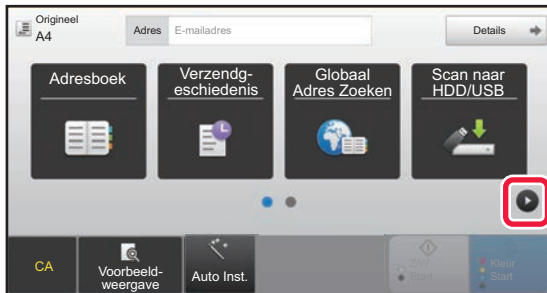 Origineel
A4
Adres
E-mailadres
Details
Adresboek
Verzendg-
eschiedenis
Globaal
Adres Zoeken
Scan naar
HDD/USB
CA
Voorbeeld-
weergave
Auto Inst.
Z/W
Start
Kleur
Start